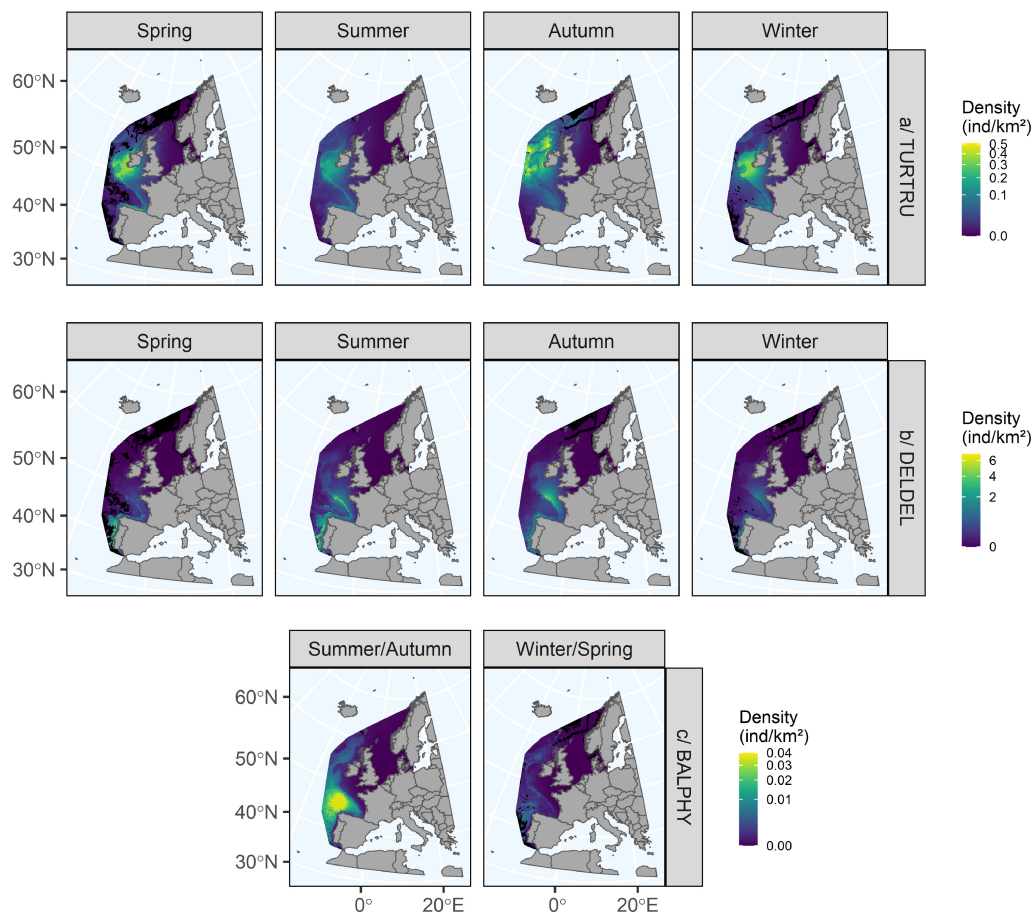 Spring Summer Autumn Winter
60°N
50°N
40°N
30°N
a/ TURTRU
Density
(ind/km²)
0.5
0.4
0.3
0.2
0.1
0.0
Spring Summer Autumn Winter
60°N
50°N
40°N
30°N
b/ DELDEL
Density
(ind/km²)
6
4
2
0
Summer/Autumn Winter/Spring
60°N
50°N
40°N
30°N
c/ BALPHY
Density
(ind/km²)
0.04
0.03
0.02
0.01
0.00
0° 20°E 0° 20°E